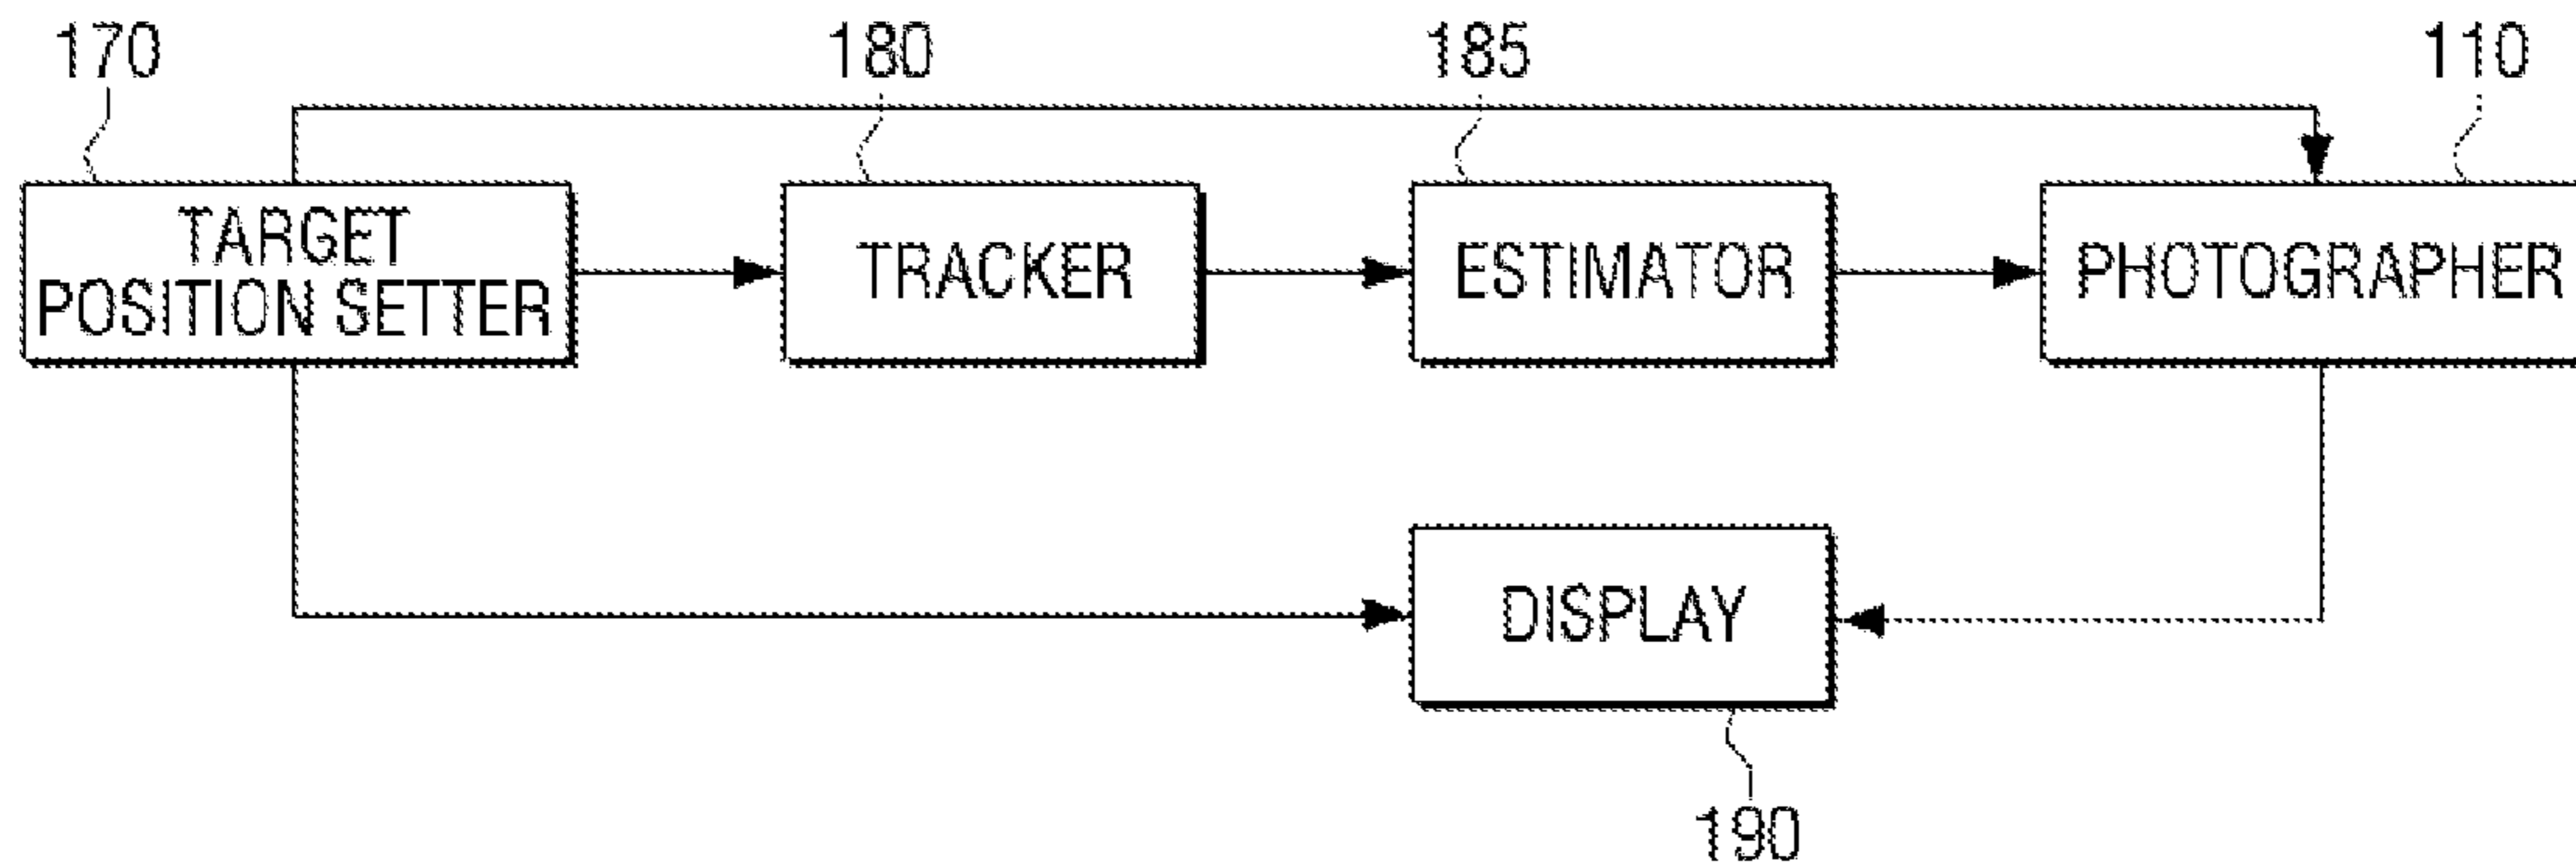 170
180
185
110
TARGET
POSITION SETTER
TRACKER
ESTIMATOR
PHOTOGRAPHER
DISPLAY
190